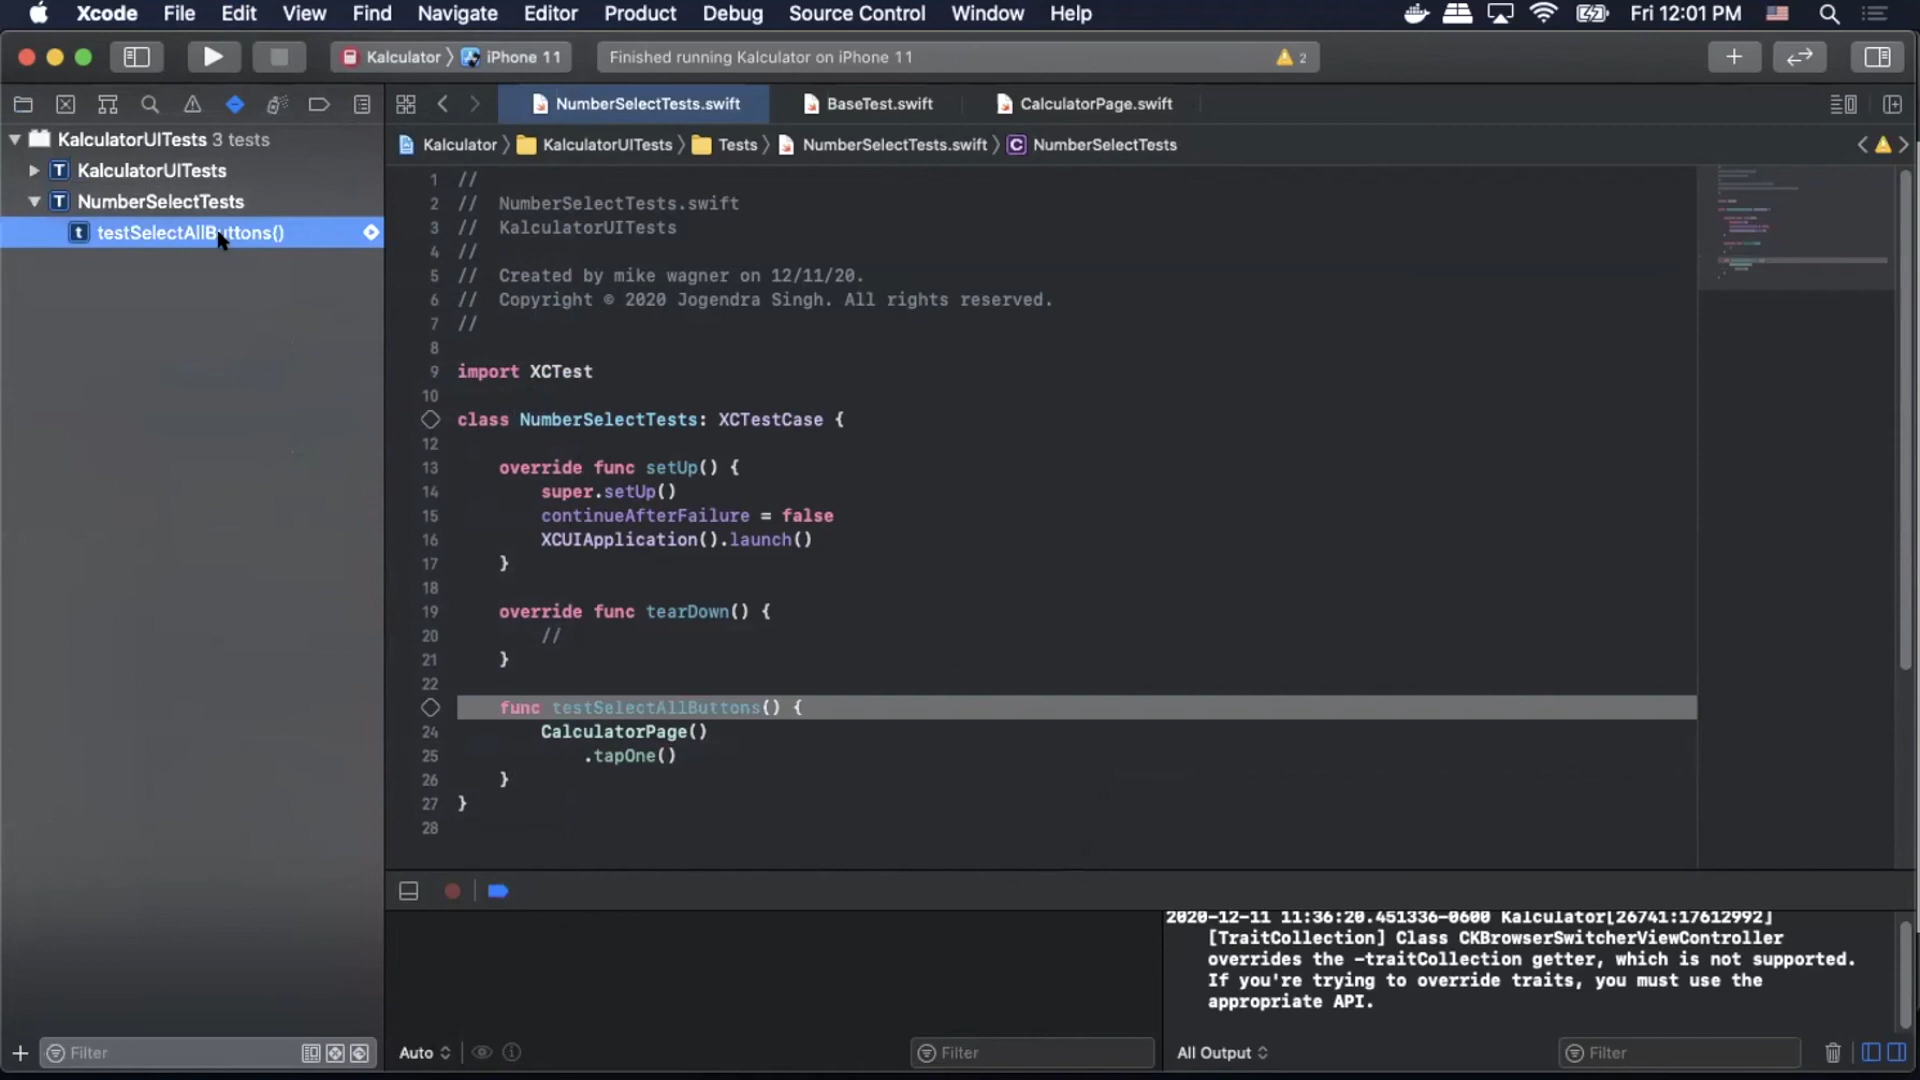 Xcode File Edit View Find Navigate Editor Product Debug Source Control Window Help Fri 12:01 PM
Kalculator iPhone 11 Finished running Kalculator on iPhone 11 2
NumberSelectTests.swift BaseTest.swift CalculatorPage.swift
KalculatorUITests 3 tests
KalculatorUITests
NumberSelectTests
testSelectAllButtons()
Kalculator KalculatorUITests Tests NumberSelectTests.swift C NumberSelectTests
1 //
2 // NumberSelectTests.swift
3 // KalculatorUITests
4 //
5 // Created by mike wagner on 12/11/20.
6 // Copyright © 2020 Jogendra Singh. All rights reserved.
7 //
8
9 import XCTest
10
class NumberSelectTests: XCTestCase {
12
13 override func setUp() {
14 super.setUp()
15 continueAfterFailure = false
16 XCUIApplication().launch()
17 }
18
19 override func tearDown() {
20 //
21 }
22
func testSelectAllButtons() {
24 CalculatorPage()
25 .tapOne()
26 }
27 }
28
2020-12-11 11:36:20.451336-0600 Kalculator[26741:17612992]
[TraitCollection] Class CKBrowserSwitcherViewController
overrides the -traitCollection getter, which is not supported.
If you're trying to override traits, you must use the
appropriate API.
Filter Auto Filter All Output Filter